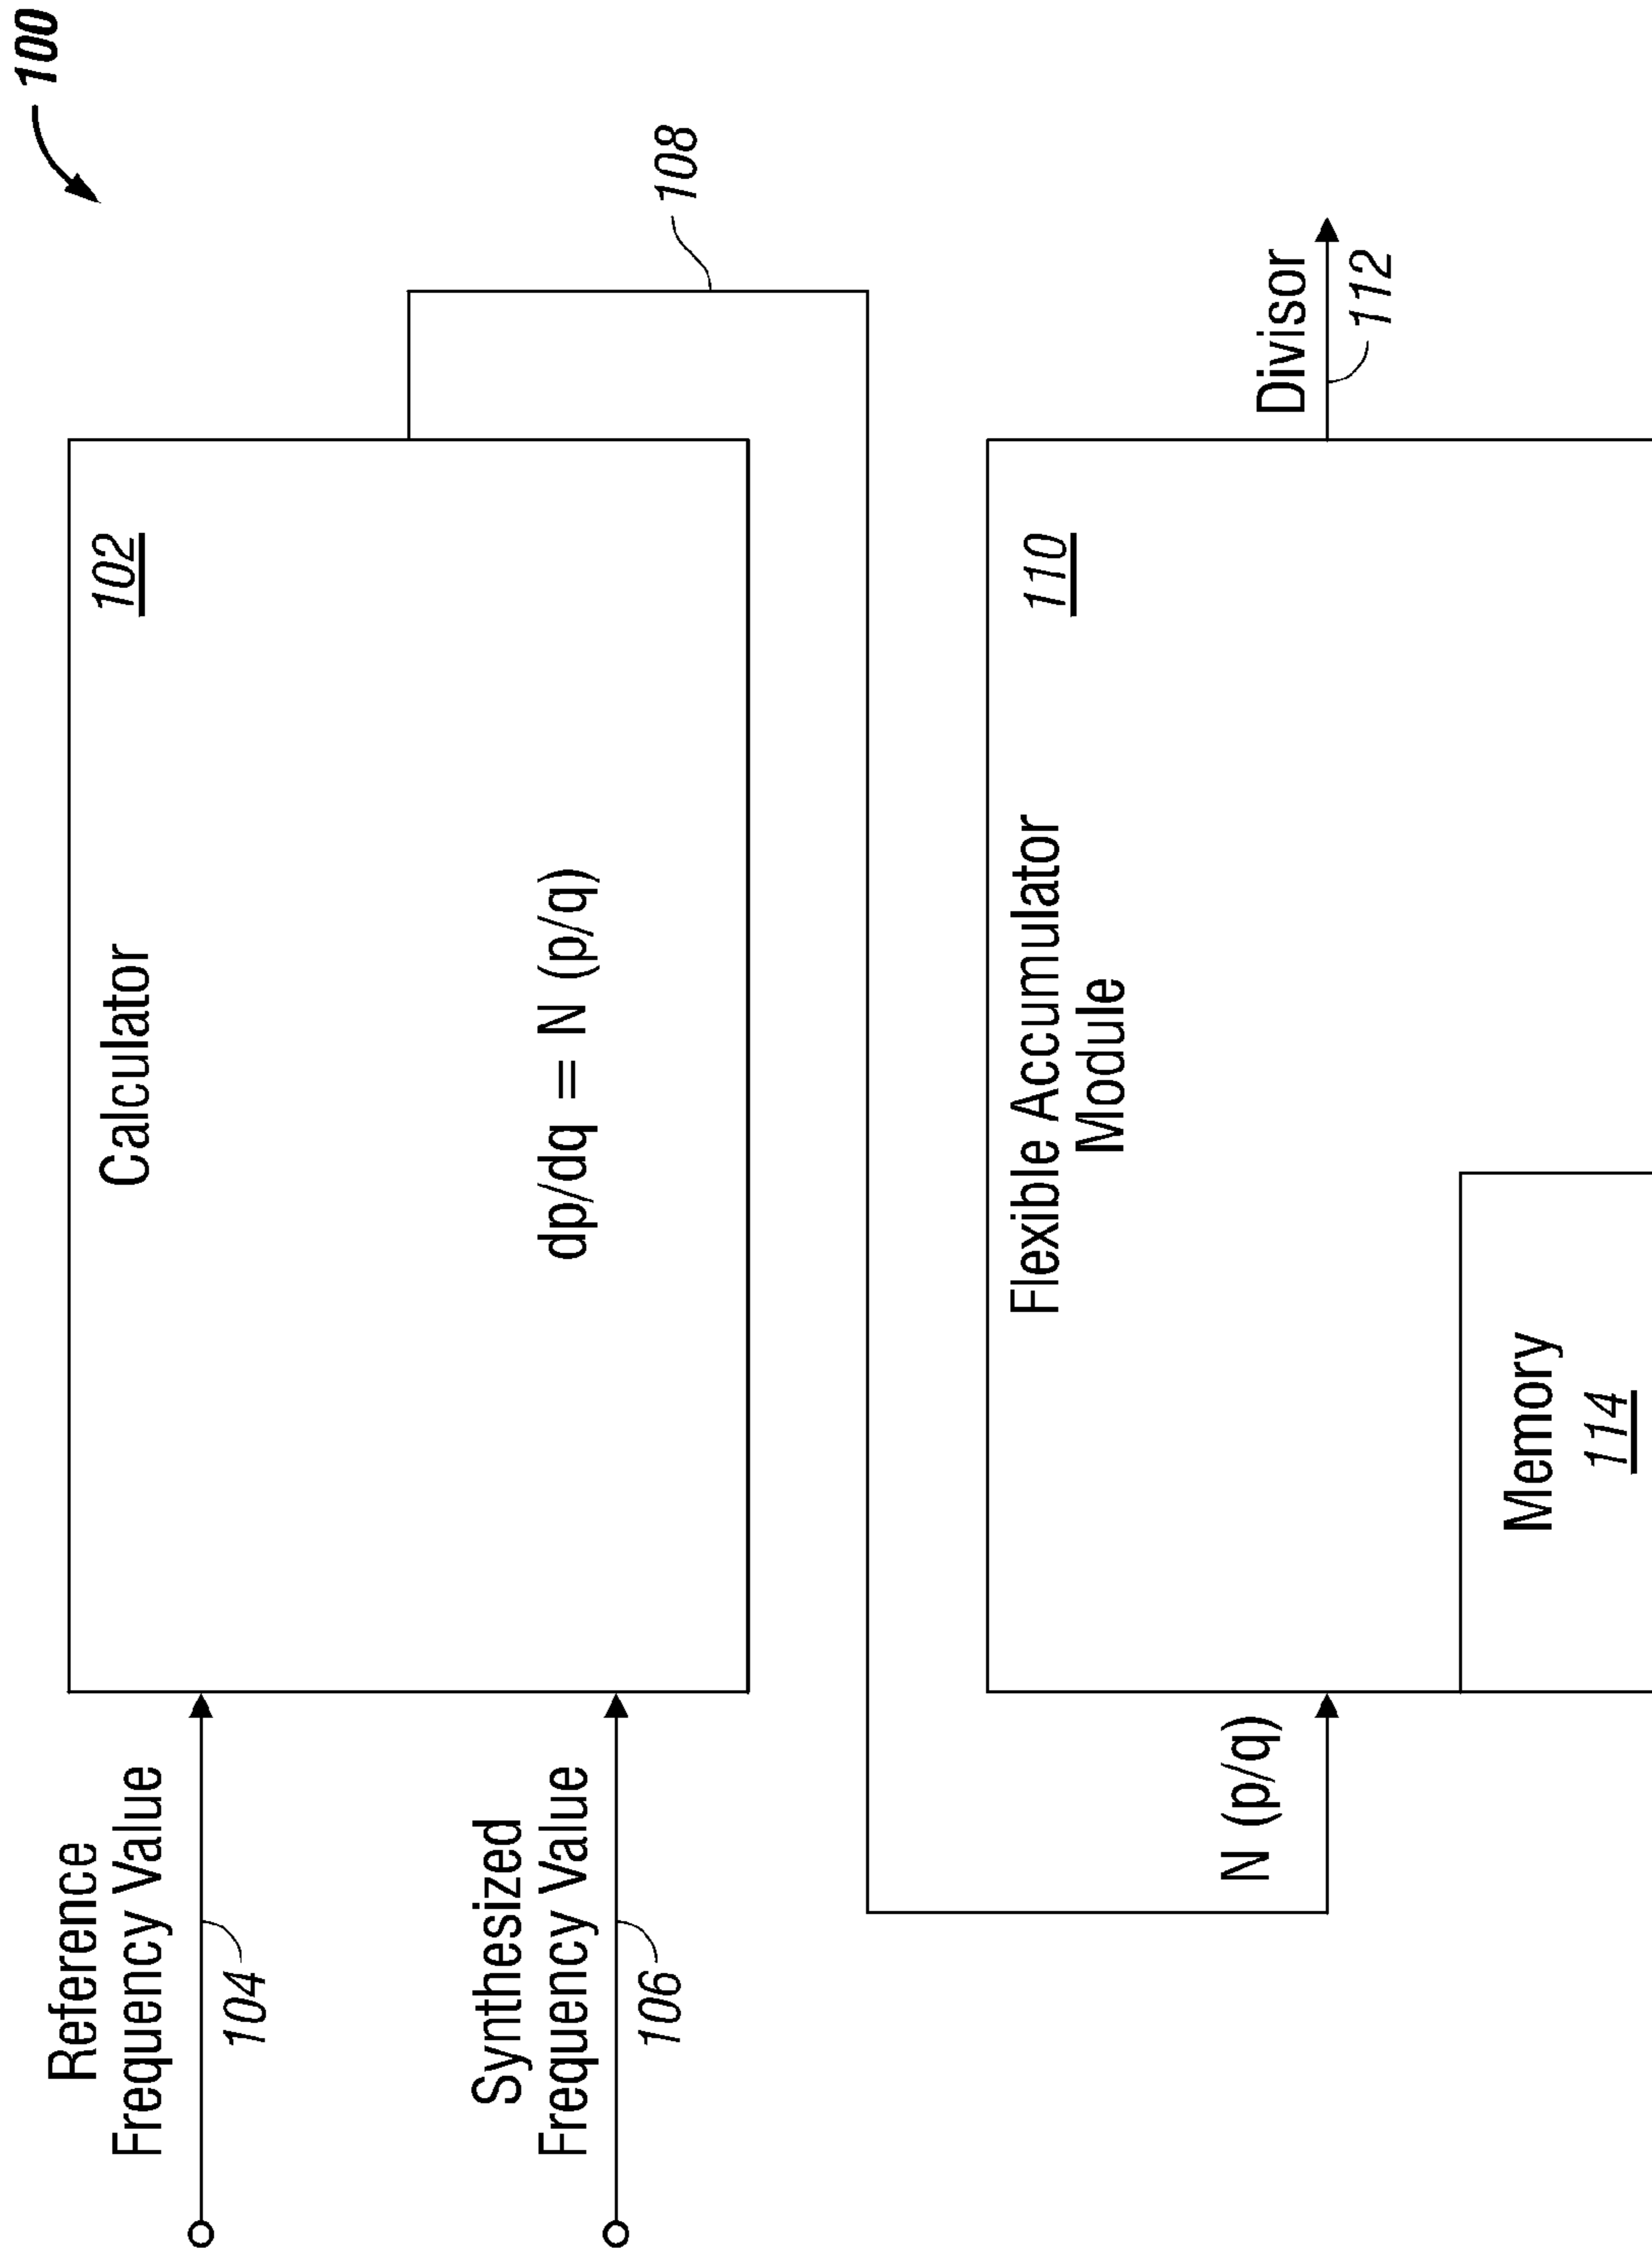 100
Reference
Frequency Value
104
Calculator
102
Synthesized
Frequency Value
106
dp/dq = N (p/q)
108
Flexible Accumulator
Module
110
N (p/q)
Divisor
112
Memory
114